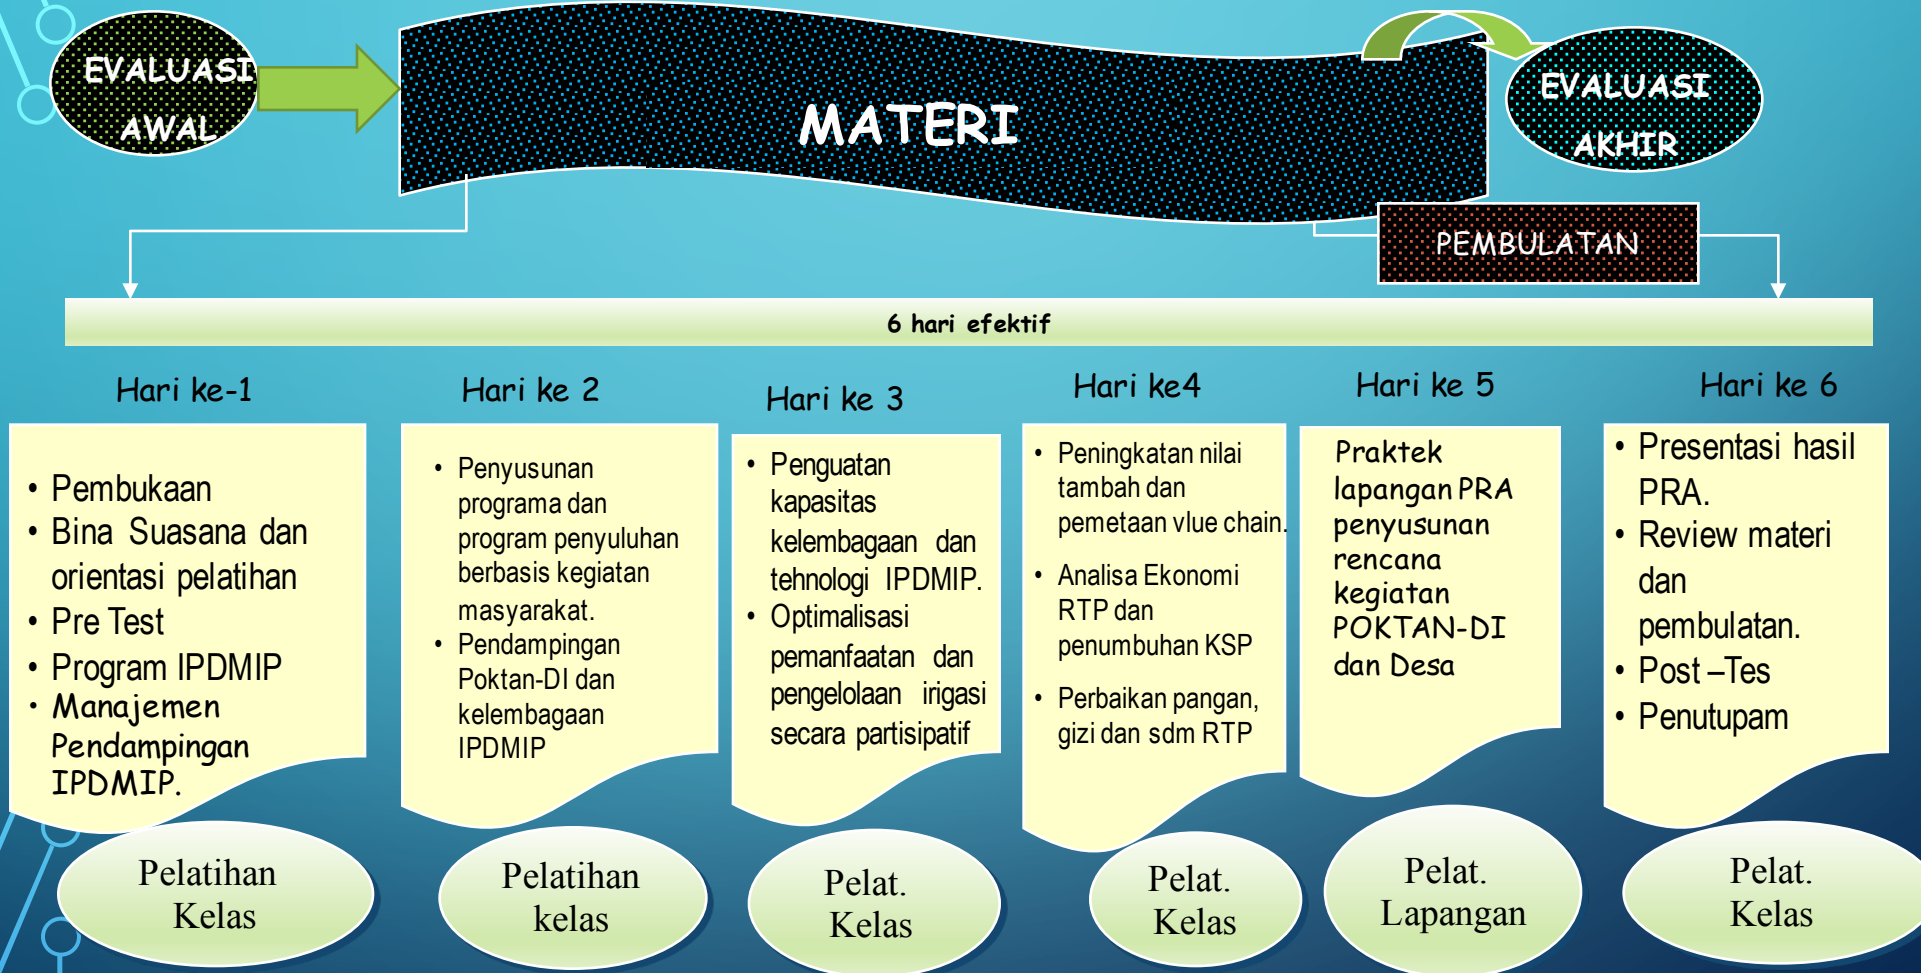 EVALUASI
AWAL
MATERI
EVALUASI
AKHIR
PEMBULATAN
6 hari efektif
Hari ke-1
• Pembukaan
• Bina Suasana dan
orientasi pelatihan
• Pre Test
• Program IPDMIP
• Manajemen
Pendampingan
IPDMIP.
Pelatihan
Kelas
Hari ke 2
• Penyusunan
programa dan
program penyuluhan
berbasis kegiatan
masyarakat.
• Pendampingan
Poktan-DI dan
kelembagaan
IPDMIP
Pelatihan
kelas
Hari ke 3
• Penguatan
kapasitas
kelembagaan dan
tehnologi IPDMIP.
• Optimalisasi
pemanfaatan dan
pengelolaan irigasi
secara partisipatif
Pelat.
Kelas
Hari ke4
• Peningkatan nilai
tambah dan
pemetaan vlue chain.
• Analisa Ekonomi
RTP dan
penumbuhan KSP
• Perbaikan pangan,
gizi dan sdm RTP
Pelat.
Kelas
Hari ke 5
Praktek
lapangan PRA
penyusunan
rencana
kegiatan
POKTAN-DI
dan Desa
Pelat.
Lapangan
Hari ke 6
• Presentasi hasil
PRA.
• Review materi
dan
pembulatan.
• Post –Tes
• Penutupam
Pelat.
Kelas